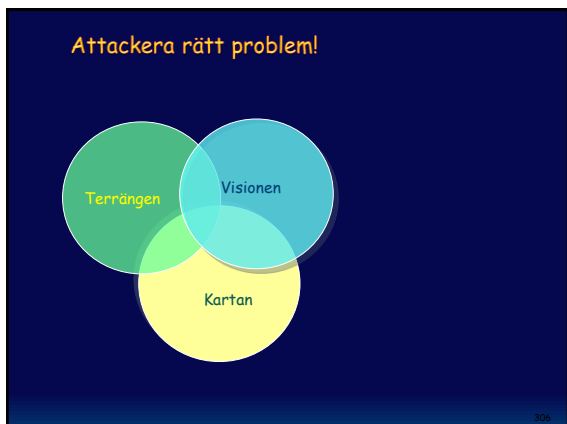 Attackera rätt problem!
Terrängen
Visionen
Kartan
306